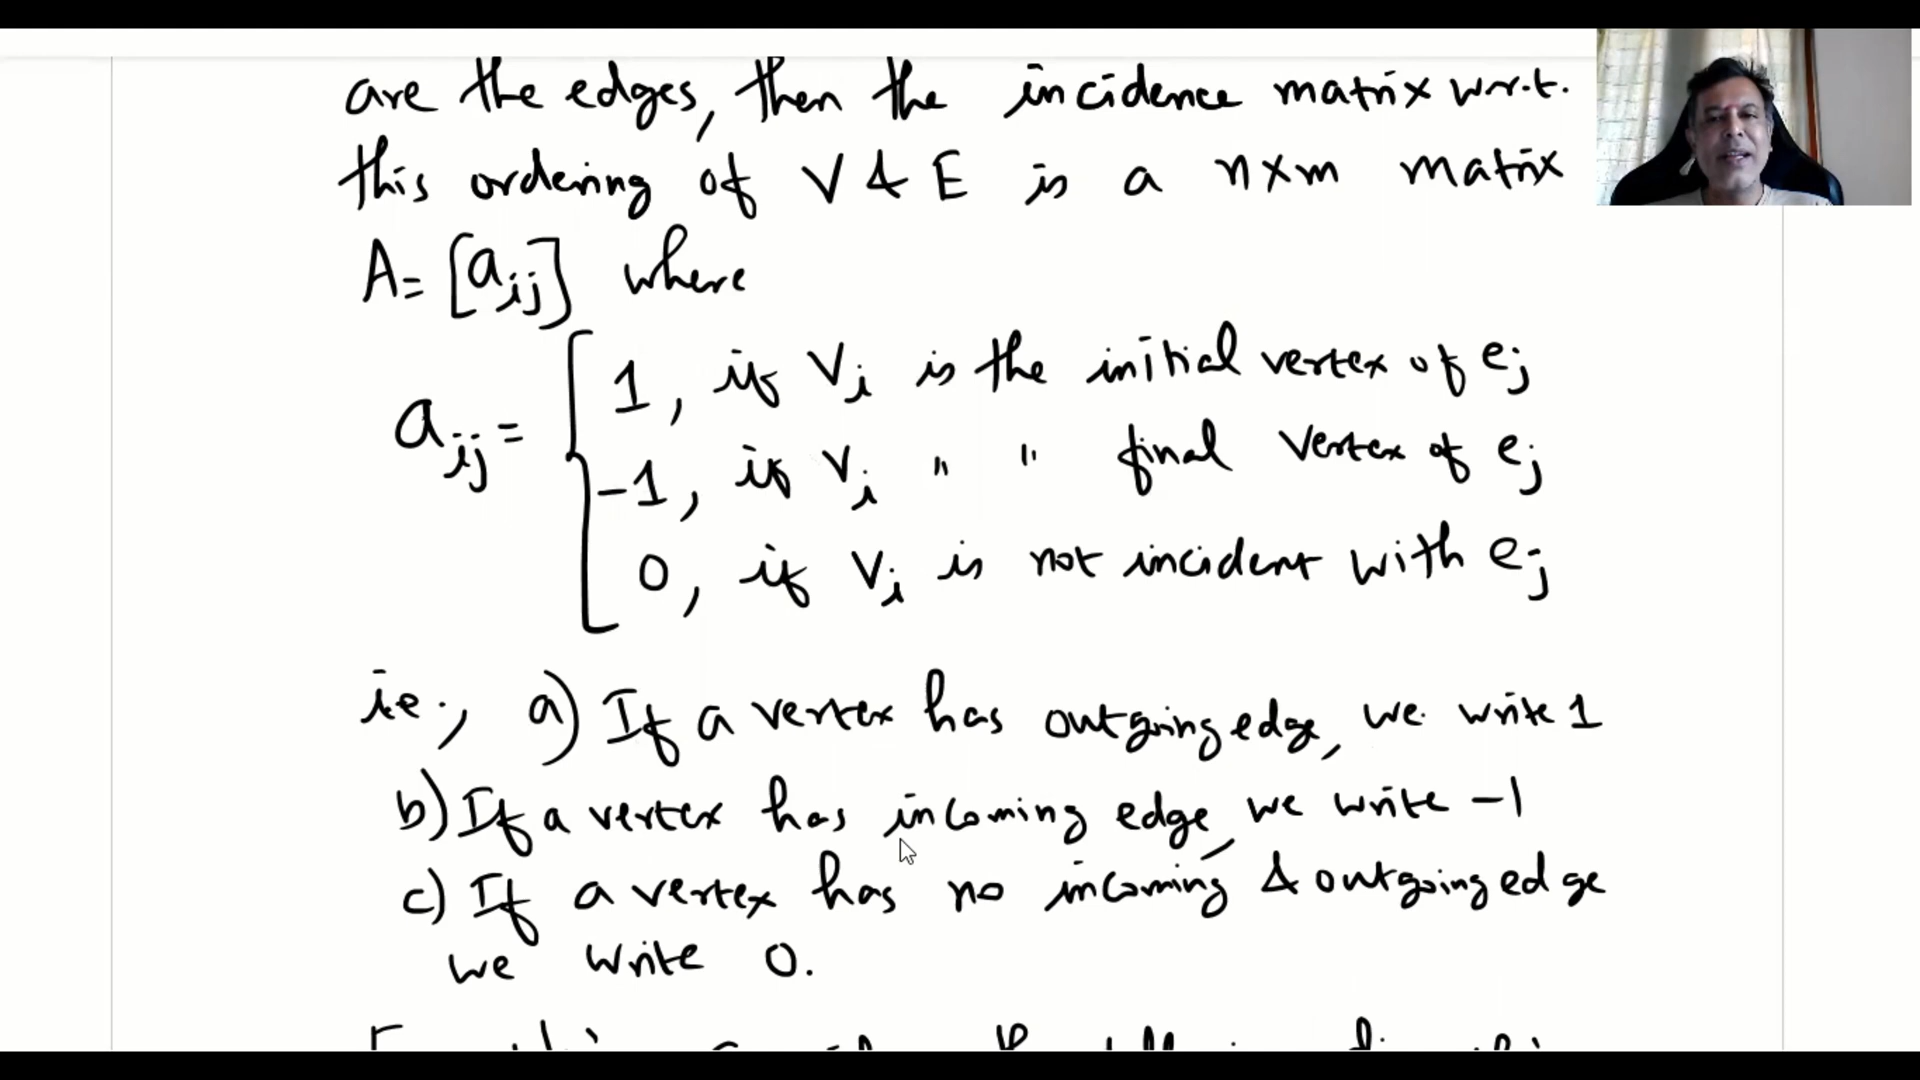 are the edges, then the incidence matrix w.r.t.
this ordering of V & E is a n×m matrix
A = [aij] where
aij = { 1, if Vi is the initial vertex of ej
-1, if Vi " " final vertex of ej
0, if Vi is not incident with ej
ie., a) If a vertex has outgoing edge, we write 1
b) If a vertex has incoming edge, we write -1
c) If a vertex has no incoming & outgoing edge
we write 0.